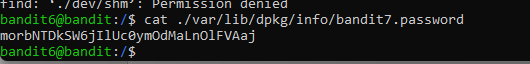 find: './dev/shm': Permission denied
bandit6@bandit:/$ cat ./var/lib/dpkg/info/bandit7.password
morbNTDkSW6jIlUc0ymOdMaLnOlFVAaj
bandit6@bandit:/$